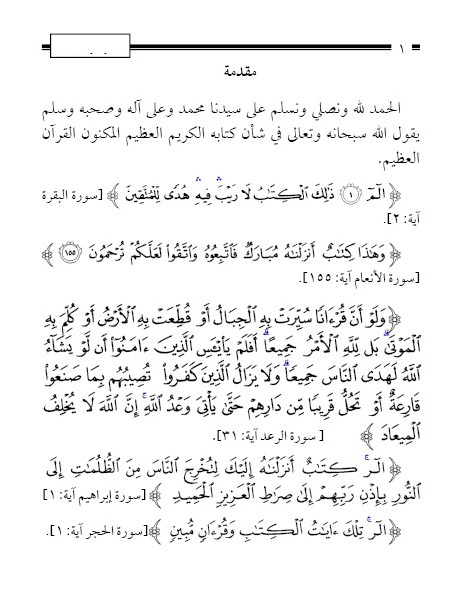 ١
مقدمة
الحمد لله ونصلي ونسلم على سيدنا محمد وعلى آله وصحبه وسلم
يقول الله سبحانه وتعالى في شأن كتابه الكريم العظيم المكنون القرآن
العظيم.
﴿ الٓمٓ ۝١ ذَٰلِكَ ٱلْكِتَٰبُ لَا رَيْبَ ۛ فِيهِ ۛ هُدًى لِّلْمُتَّقِينَ ﴾ [سورة البقرة
آية: ٢].
﴿ وَهَٰذَا كِتَٰبٌ أَنزَلْنَٰهُ مُبَارَكٌ فَٱتَّبِعُوهُ وَٱتَّقُوا۟ لَعَلَّكُمْ تُرْحَمُونَ ۝١٥٥ ﴾
[سورة الأنعام آية: ١٥٥].
﴿ وَلَوْ أَنَّ قُرْءَانًا سُيِّرَتْ بِهِ ٱلْجِبَالُ أَوْ قُطِّعَتْ بِهِ ٱلْأَرْضُ أَوْ كُلِّمَ بِهِ
ٱلْمَوْتَىٰ ۗ بَل لِّلَّهِ ٱلْأَمْرُ جَمِيعًا ۗ أَفَلَمْ يَا۟يْـَٔسِ ٱلَّذِينَ ءَامَنُوٓا۟ أَن لَّوْ يَشَآءُ
ٱللَّهُ لَهَدَى ٱلنَّاسَ جَمِيعًا ۗ وَلَا يَزَالُ ٱلَّذِينَ كَفَرُوا۟ تُصِيبُهُم بِمَا صَنَعُوا۟
قَارِعَةٌ أَوْ تَحُلُّ قَرِيبًا مِّن دَارِهِمْ حَتَّىٰ يَأْتِىَ وَعْدُ ٱللَّهِ ۚ إِنَّ ٱللَّهَ لَا يُخْلِفُ
ٱلْمِيعَادَ ﴾ [ سورة الرعد آية: ٣١].
﴿ الٓر ۚ كِتَٰبٌ أَنزَلْنَٰهُ إِلَيْكَ لِتُخْرِجَ ٱلنَّاسَ مِنَ ٱلظُّلُمَٰتِ إِلَى
ٱلنُّورِ بِإِذْنِ رَبِّهِمْ إِلَىٰ صِرَٰطِ ٱلْعَزِيزِ ٱلْحَمِيدِ ﴾ [سورة إبراهيم آية: ١]
﴿ الٓر ۚ تِلْكَ ءَايَٰتُ ٱلْكِتَٰبِ وَقُرْءَانٍ مُّبِينٍ ﴾[سورة الحجر آية: ١].